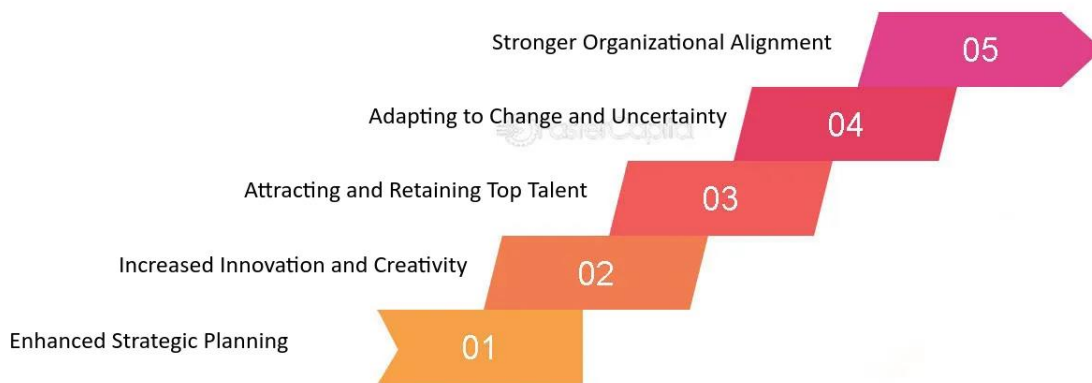 Stronger Organizational Alignment
05
Adapting to Change and Uncertainty
04
FasterCapital
Attracting and Retaining Top Talent
03
Increased Innovation and Creativity
02
Enhanced Strategic Planning
01